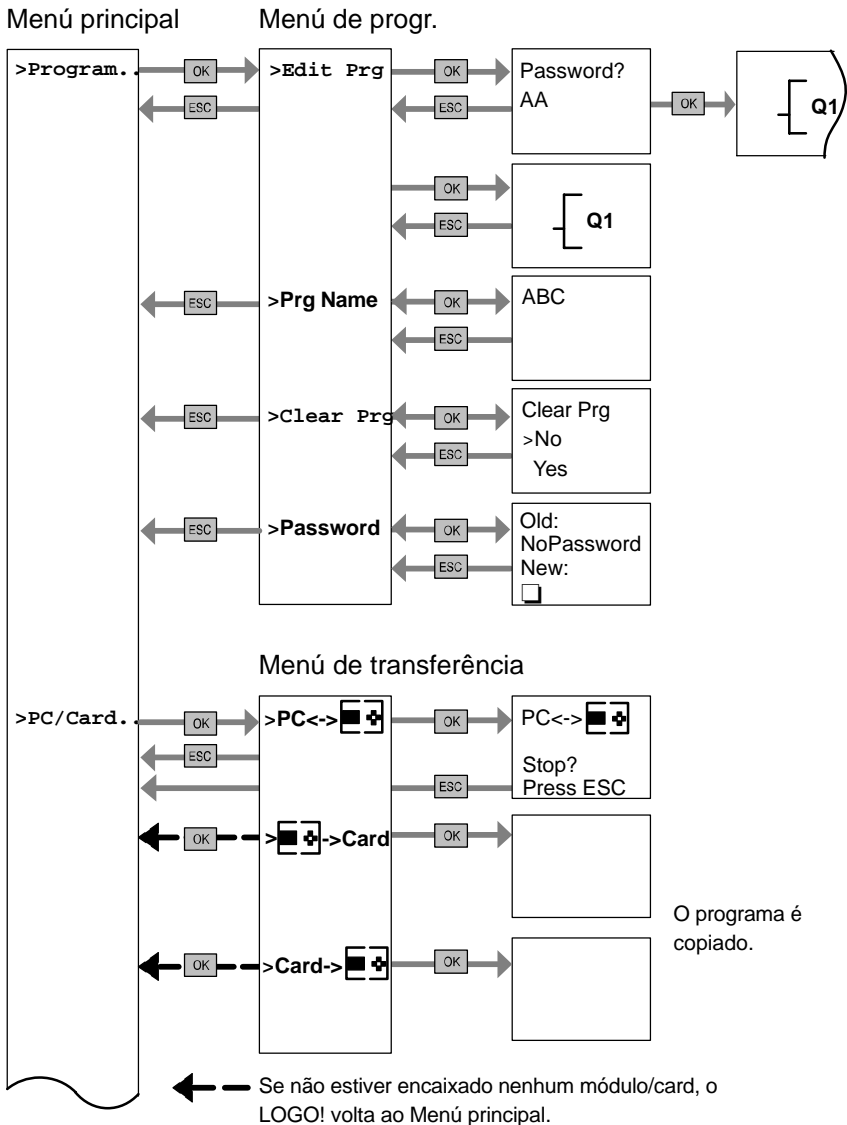 Menú principal
Menú de progr.
>Program..
OK
>Edit Prg
OK
Password?
AA
OK
Q1
ESC
ESC
OK
Q1
ESC
ESC
>Prg Name
OK
ABC
ESC
ESC
>Clear Prg
OK
Clear Prg
>No
Yes
ESC
ESC
>Password
OK
Old:
NoPassword
New:
ESC
Menú de transferência
>PC/Card..
OK
>PC<->
OK
PC<->
ESC
Stop?
Press ESC
ESC
OK
>->Card
OK
O programa é
copiado.
OK
>Card->
OK
Se não estiver encaixado nenhum módulo/card, o
LOGO! volta ao Menú principal.